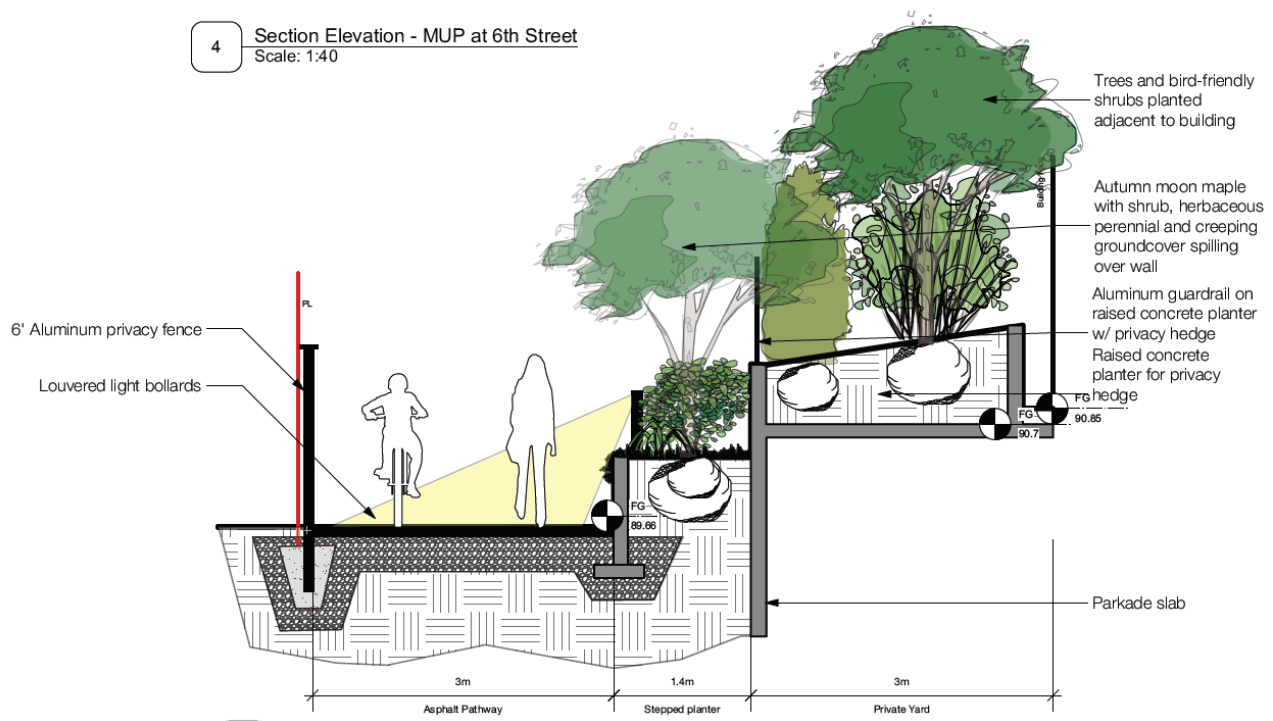 4
Section Elevation - MUP at 6th Street
Scale: 1:40
Trees and bird-friendly
shrubs planted
adjacent to building
Autumn moon maple
with shrub, herbaceous
perennial and creeping
groundcover spilling
over wall
Aluminum guardrail on
raised concrete planter
w/ privacy hedge
Raised concrete
planter for privacy
hedge
Building
PL
6' Aluminum privacy fence
Louvered light bollards
FG
90.85
FG
90.7
FG
89.66
Parkade slab
3m
1.4m
3m
Asphalt Pathway
Stepped planter
Private Yard